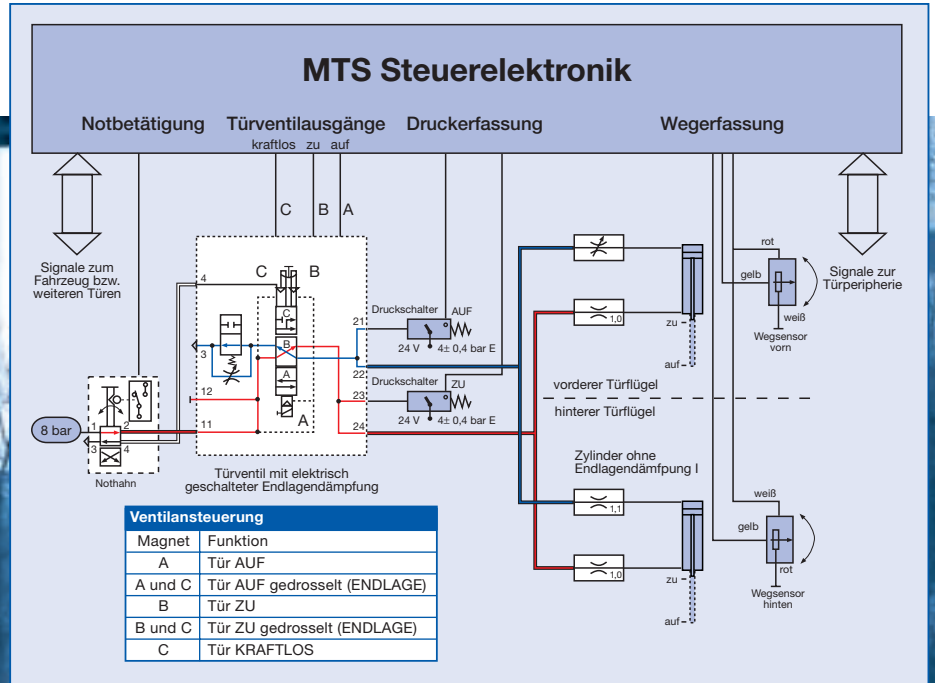 MTS Steuerelektronik
Notbetätigung
Türventilausgänge
Druckerfassung
Wegerfassung
kraftlos zu auf
C B A
Signale zum
Fahrzeug bzw.
weiteren Türen
Signale zur
Türperipherie
rot
gelb
weiß
Wegsensor
vorn
4
C
B
C
B
A
A
3
12
11
21
22
23
24
Druckschalter AUF
24 V 4± 0,4 bar E
Druckschalter ZU
24 V 4± 0,4 bar E
1,0
zu
auf
vorderer Türflügel
hinterer Türflügel
8 bar
1 2
3 4
Nothahn
Türventil mit elektrisch
geschalteter Endlagendämpfung
Zylinder ohne
Endlagendämfpung I
1,1
1,0
zu
auf
weiß
gelb
rot
Wegsensor
hinten
Ventilansteuerung
Magnet Funktion
A Tür AUF
A und C Tür AUF gedrosselt (ENDLAGE)
B Tür ZU
B und C Tür ZU gedrosselt (ENDLAGE)
C Tür KRAFTLOS